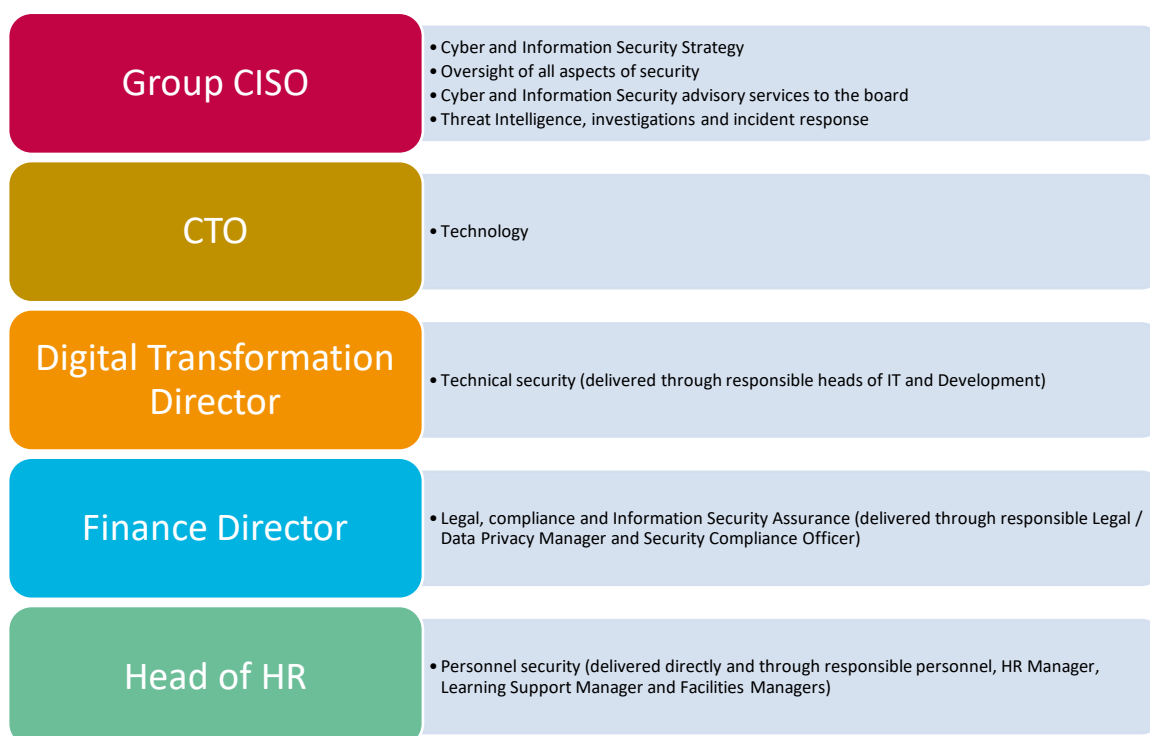 Group CISO
• Cyber and Information Security Strategy
• Oversight of all aspects of security
• Cyber and Information Security advisory services to the board
• Threat Intelligence, investigations and incident response
CTO
• Technology
Digital Transformation
Director
• Technical security (delivered through responsible heads of IT and Development)
Finance Director
• Legal, compliance and Information Security Assurance (delivered through responsible Legal /
Data Privacy Manager and Security Compliance Officer)
Head of HR
• Personnel security (delivered directly and through responsible personnel, HR Manager,
Learning Support Manager and Facilities Managers)